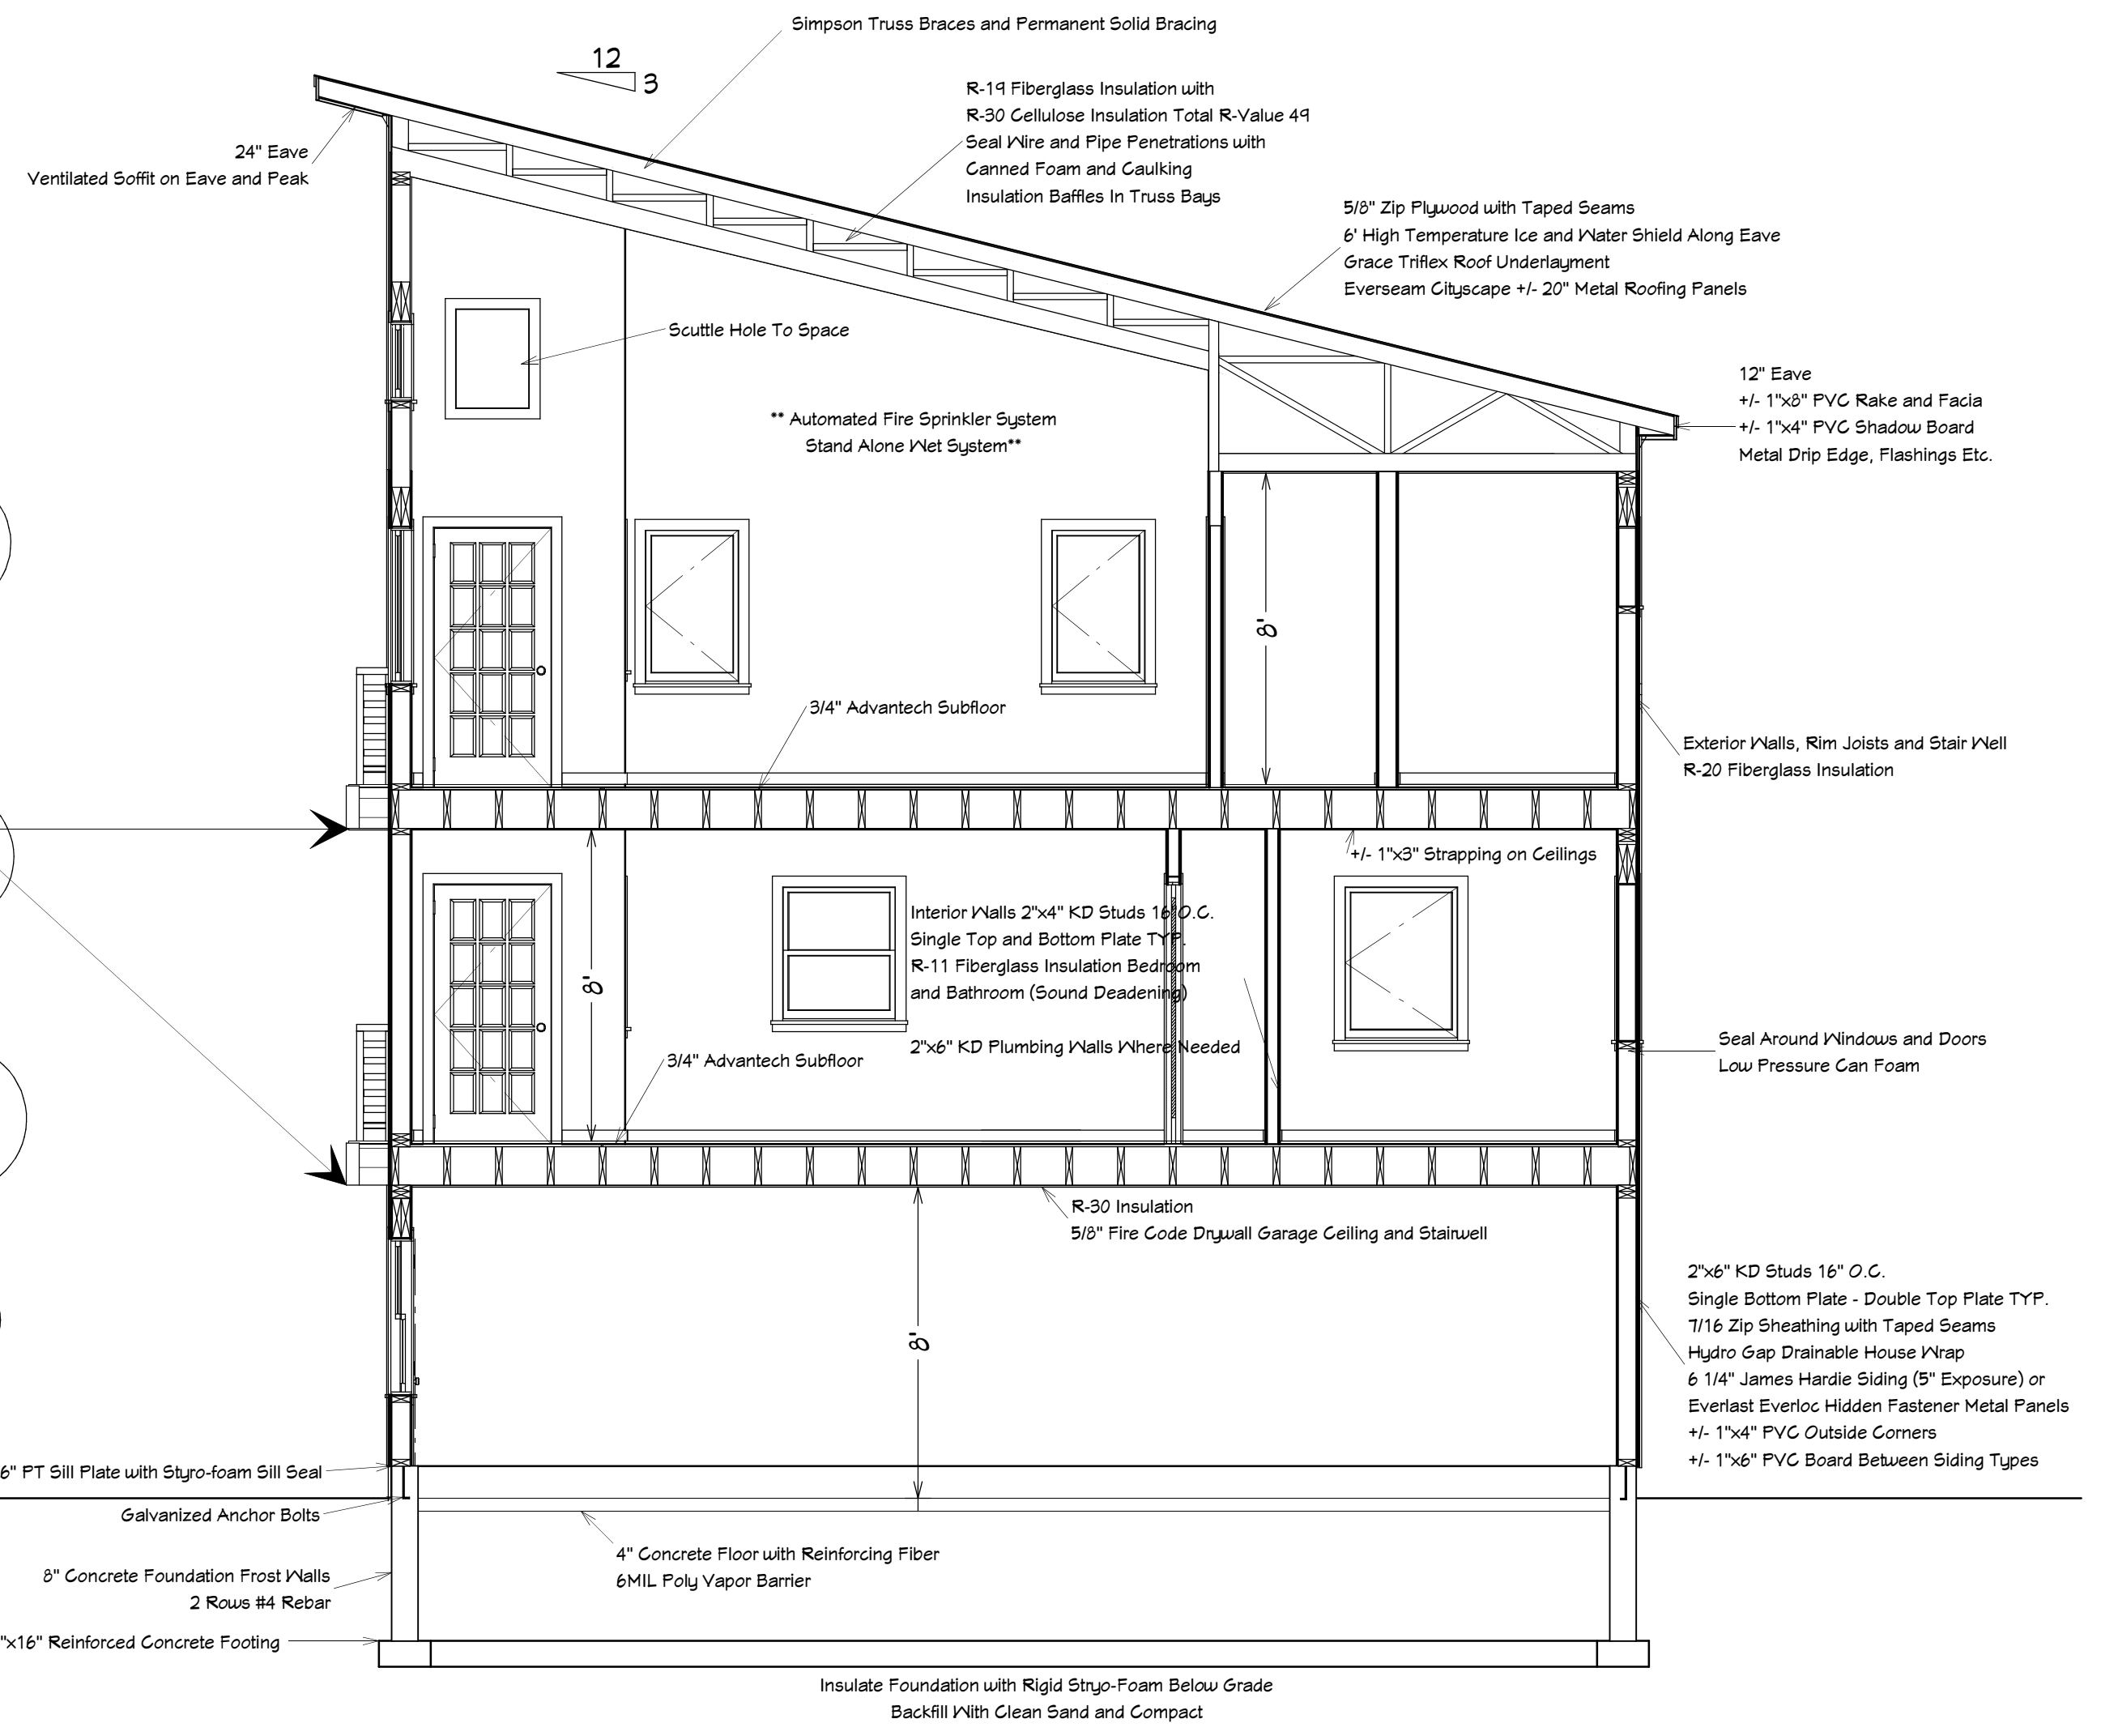 Simpson Truss Braces and Permanent Solid Bracing
12
3
R-19 Fiberglass Insulation with
R-30 Cellulose Insulation Total R-Value 49
Seal Wire and Pipe Penetrations with
Canned Foam and Caulking
Insulation Baffles In Truss Bays
24" Eave
Ventilated Soffit on Eave and Peak
5/8" Zip Plywood with Taped Seams
6' High Temperature Ice and Water Shield Along Eave
Grace Triflex Roof Underlayment
Everseam Cityscape +/- 20" Metal Roofing Panels
Scuttle Hole To Space
12" Eave
+/- 1"x8" PVC Rake and Facia
+/- 1"x4" PVC Shadow Board
Metal Drip Edge, Flashings Etc.
** Automated Fire Sprinkler System
Stand Alone Wet System**
8'
3/4" Advantech Subfloor
Exterior Walls, Rim Joists and Stair Well
R-20 Fiberglass Insulation
+/- 1"x3" Strapping on Ceilings
8'
Interior Walls 2"x4" KD Studs 16" O.C.
Single Top and Bottom Plate TYP.
R-11 Fiberglass Insulation Bedroom
and Bathroom (Sound Deadening)
2"x6" KD Plumbing Walls Where Needed
3/4" Advantech Subfloor
Seal Around Windows and Doors
Low Pressure Can Foam
R-30 Insulation
5/8" Fire Code Drywall Garage Ceiling and Stairwell
8'
2"x6" KD Studs 16" O.C.
Single Bottom Plate - Double Top Plate TYP.
7/16 Zip Sheathing with Taped Seams
Hydro Gap Drainable House Wrap
6 1/4" James Hardie Siding (5" Exposure) or
Everlast Everloc Hidden Fastener Metal Panels
+/- 1"x4" PVC Outside Corners
+/- 1"x6" PVC Board Between Siding Types
6" PT Sill Plate with Styro-foam Sill Seal
Galvanized Anchor Bolts
4" Concrete Floor with Reinforcing Fiber
6MIL Poly Vapor Barrier
8" Concrete Foundation Frost Walls
2 Rows #4 Rebar
"x16" Reinforced Concrete Footing
Insulate Foundation with Rigid Stryo-Foam Below Grade
Backfill With Clean Sand and Compact